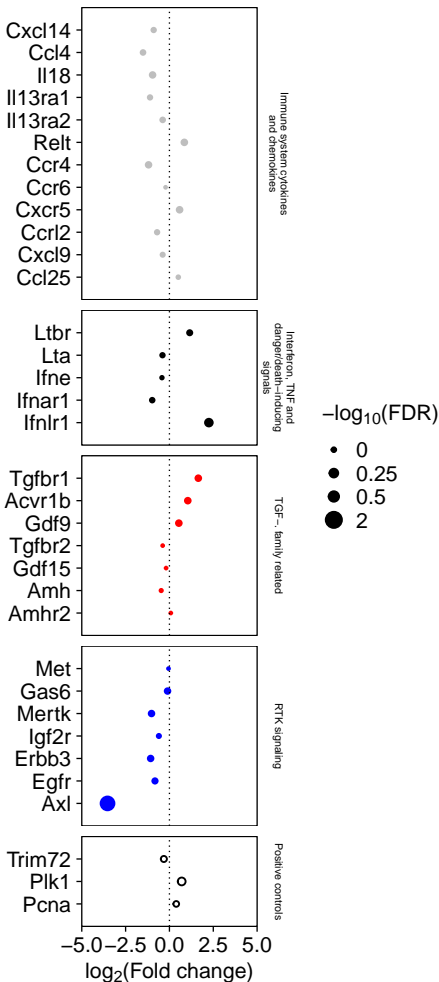 Cxcl14
Ccl4
Il18
Il13ra1
Il13ra2
Relt
Ccr4
Ccr6
Cxcr5
Ccrl2
Cxcl9
Ccl25
Immune system cytokines
and chemokines
Ltbr
Lta
Ifne
Ifnar1
Ifnlr1
Interferon, TNF and
danger/death−inducing
signals
Tgfbr1
Acvr1b
Gdf9
Tgfbr2
Gdf15
Amh
Amhr2
TGF−. family related
Met
Gas6
Mertk
Igf2r
Erbb3
Egfr
Axl
RTK signaling
Trim72
Plk1
Pcna
Positive controls
−5.0 −2.5 0.0 2.5 5.0
log2(Fold change)
−log10(FDR)
0
0.25
0.5
2